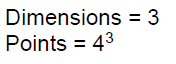 Dimensions = 3
Points = 4³